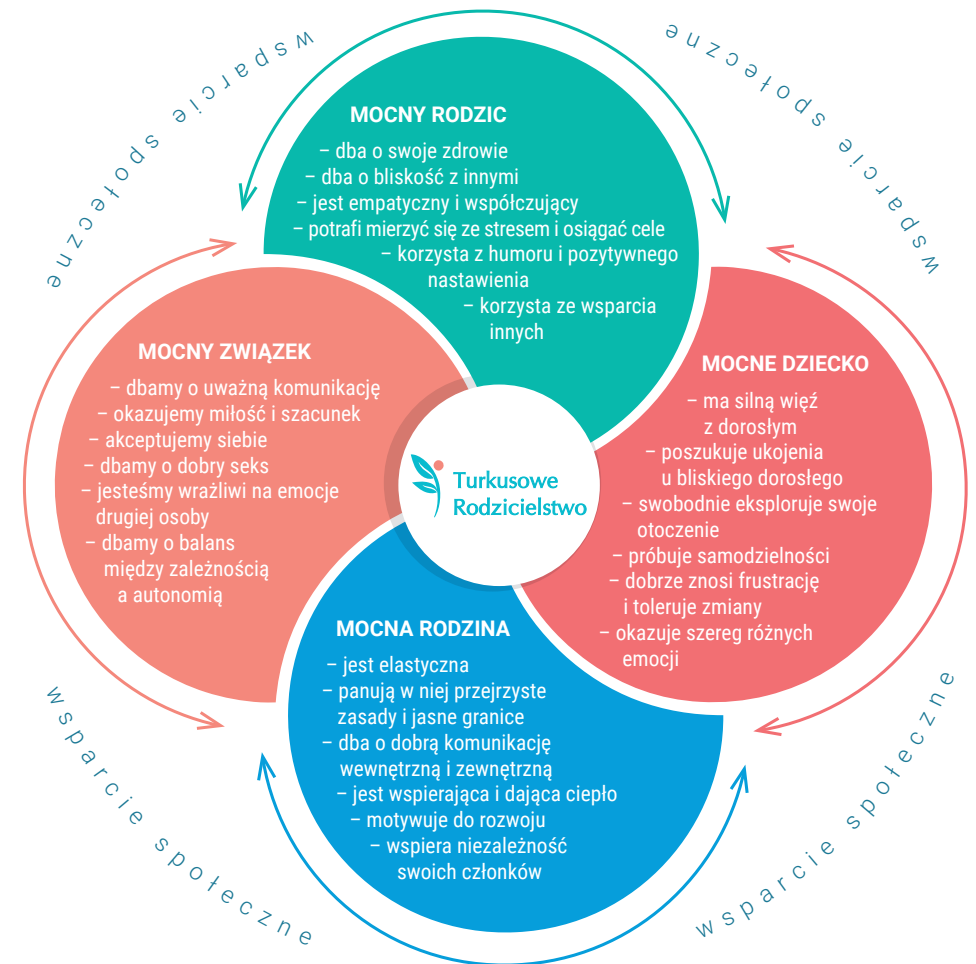 wsparcie społeczne
wsparcie społeczne
MOCNY RODZIC
– dba o swoje zdrowie
– dba o bliskość z innymi
– jest empatyczny i współczujący
– potrafi mierzyć się ze stresem i osiągać cele
– korzysta z humoru i pozytywnego
nastawienia
– korzysta ze wsparcia
innych
MOCNY ZWIĄZEK
– dbamy o uważną komunikację
– okazujemy miłość i szacunek
– akceptujemy siebie
– dbamy o dobry seks
– jesteśmy wrażliwi na emocje
drugiej osoby
– dbamy o balans
między zależnością
a autonomią
MOCNE DZIECKO
– ma silną więź
z dorosłym
– poszukuje ukojenia
u bliskiego dorosłego
– swobodnie eksploruje swoje
otoczenie
– próbuje samodzielności
– dobrze znosi frustrację
i toleruje zmiany
– okazuje szereg różnych
emocji
Turkusowe
Rodzicielstwo
MOCNA RODZINA
– jest elastyczna
– panują w niej przejrzyste
zasady i jasne granice
– dba o dobrą komunikację
wewnętrzną i zewnętrzną
– jest wspierająca i dająca ciepło
– motywuje do rozwoju
– wspiera niezależność
swoich członków
wsparcie społeczne
wsparcie społeczne